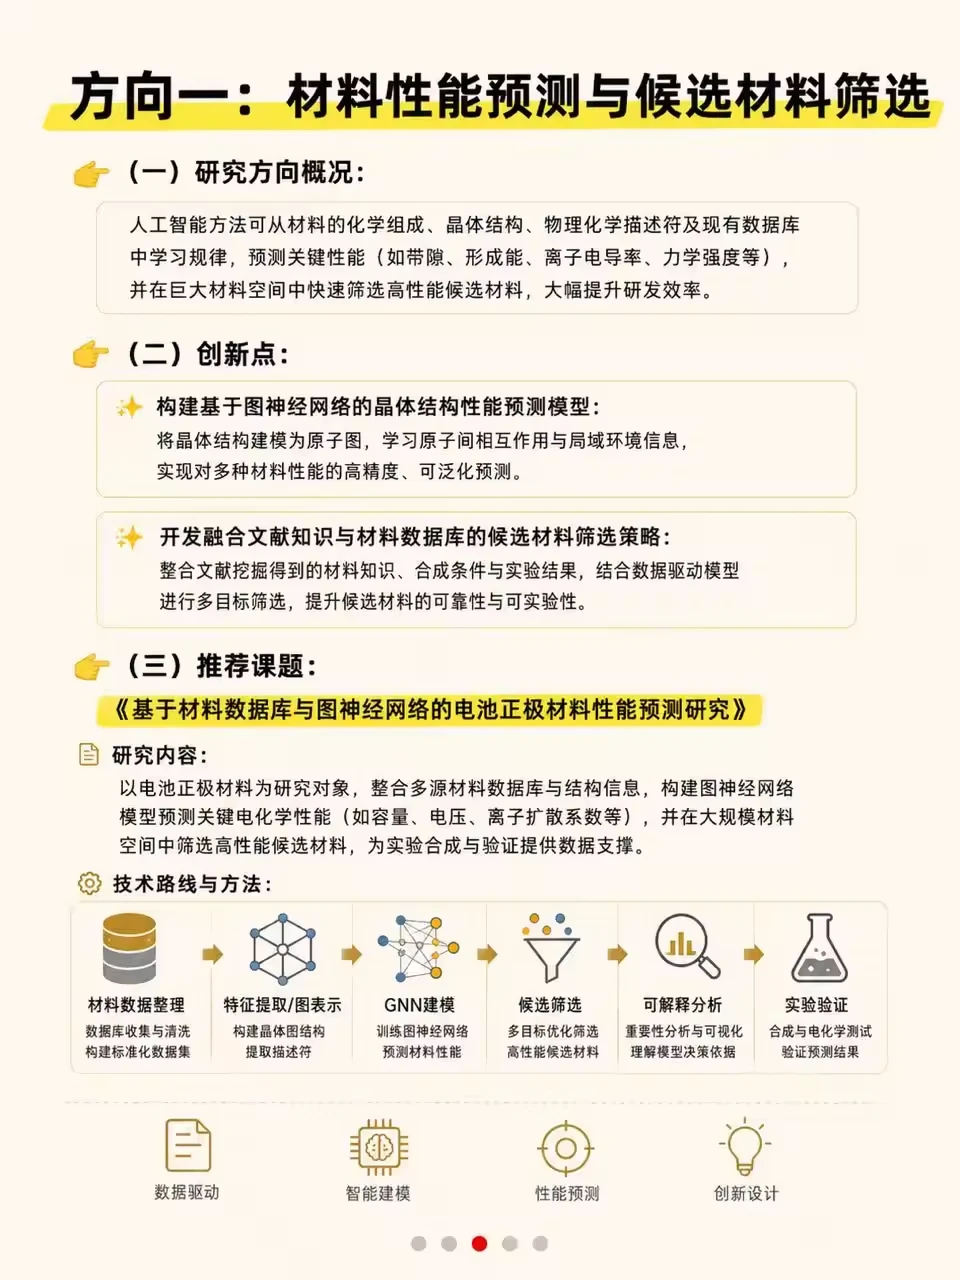 方向一：材料性能预测与候选材料筛选
（一）研究方向概况：
人工智能方法可从材料的化学组成、晶体结构、物理化学描述符及现有数据库
中学习规律，预测关键性能（如带隙、形成能、离子电导率、力学强度等），
并在巨大材料空间中快速筛选高性能候选材料，大幅提升研发效率。
（二）创新点：
构建基于图神经网络的晶体结构性能预测模型：
将晶体结构建模为原子图，学习原子间相互作用与局域环境信息，
实现对多种材料性能的高精度、可泛化预测。
开发融合文献知识与材料数据库的候选材料筛选策略：
整合文献挖掘得到的材料知识、合成条件与实验结果，结合数据驱动模型
进行多目标筛选，提升候选材料的可靠性与可实验性。
（三）推荐课题：
《基于材料数据库与图神经网络的电池正极材料性能预测研究》
研究内容：
以电池正极材料为研究对象，整合多源材料数据库与结构信息，构建图神经网络
模型预测关键电化学性能（如容量、电压、离子扩散系数等），并在大规模材料
空间中筛选高性能候选材料，为实验合成与验证提供数据支撑。
技术路线与方法：
材料数据整理
数据库收集与清洗
构建标准化数据集
特征提取/图表示
构建晶体图结构
提取描述符
GNN建模
训练图神经网络
预测材料性能
候选筛选
多目标优化筛选
高性能候选材料
可解释分析
重要性分析与可视化
理解模型决策依据
实验验证
合成与电化学测试
验证预测结果
数据驱动
智能建模
性能预测
创新设计